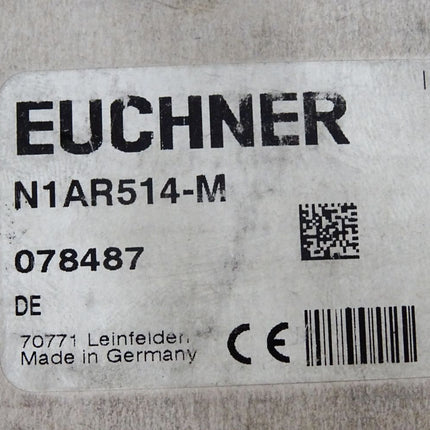 EUCHNER
N1AR514-M
078487
DE
70771 Leinfelden
Made in Germany
CE